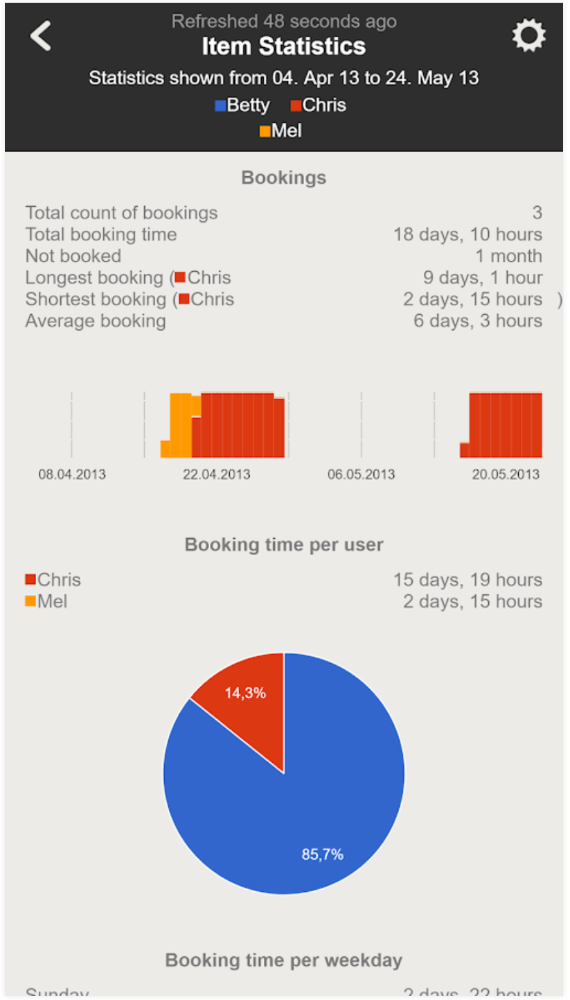 Refreshed 48 seconds ago
Item Statistics
Statistics shown from 04. Apr 13 to 24. May 13
Betty Chris
Mel
Bookings
Total count of bookings 3
Total booking time 18 days, 10 hours
Not booked 1 month
Longest booking (Chris 9 days, 1 hour
Shortest booking (Chris 2 days, 15 hours )
Average booking 6 days, 3 hours
08.04.2013 22.04.2013 06.05.2013 20.05.2013
Booking time per user
Chris 15 days, 19 hours
Mel 2 days, 15 hours
14,3%
85,7%
Booking time per weekday
Sunday 2 days, 22 hours